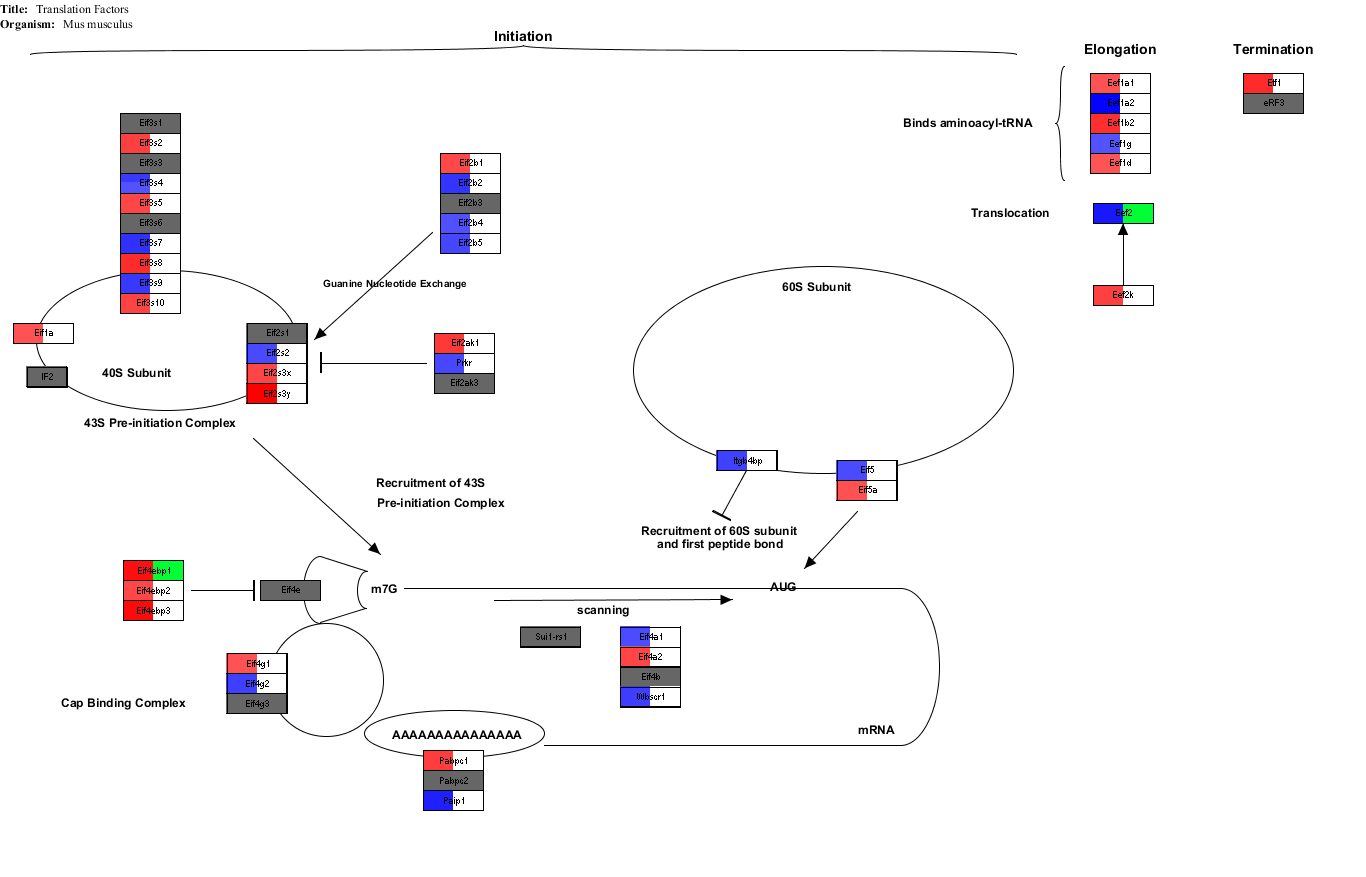 Title: Translation Factors
Organism: Mus musculus
Initiation
Elongation
Termination
Eef1a1
Eef1a2
Eef1b2
Eef1g
Eef1d
Binds aminoacyl-tRNA
Etf1
eRF3
Eif3s1
Eif3s2
Eif3s3
Eif3s4
Eif3s5
Eif3s6
Eif3s7
Eif3s8
Eif3s9
Eif3s10
Eif2b1
Eif2b2
Eif2b3
Eif2b4
Eif2b5
Translocation
Eef2
Eef2k
Guanine Nucleotide Exchange
60S Subunit
Eif1a
IF2
40S Subunit
Eif2s1
Eif2s2
Eif2s3x
Eif2s3y
Eif2ak1
Prkr
Eif2ak3
43S Pre-initiation Complex
Recruitment of 43S
Pre-initiation Complex
Itgb4bp
Eif5
Eif5a
Recruitment of 60S subunit
and first peptide bond
Eif4ebp1
Eif4ebp2
Eif4ebp3
Eif4e
m7G
AUG
scanning
Sui1-rs1
Eif4a1
Eif4a2
Eif4b
Wbscr1
Eif4g1
Eif4g2
Eif4g3
Cap Binding Complex
AAAAAAAAAAAAAAA
mRNA
Pabpc1
Pabpc2
Paip1